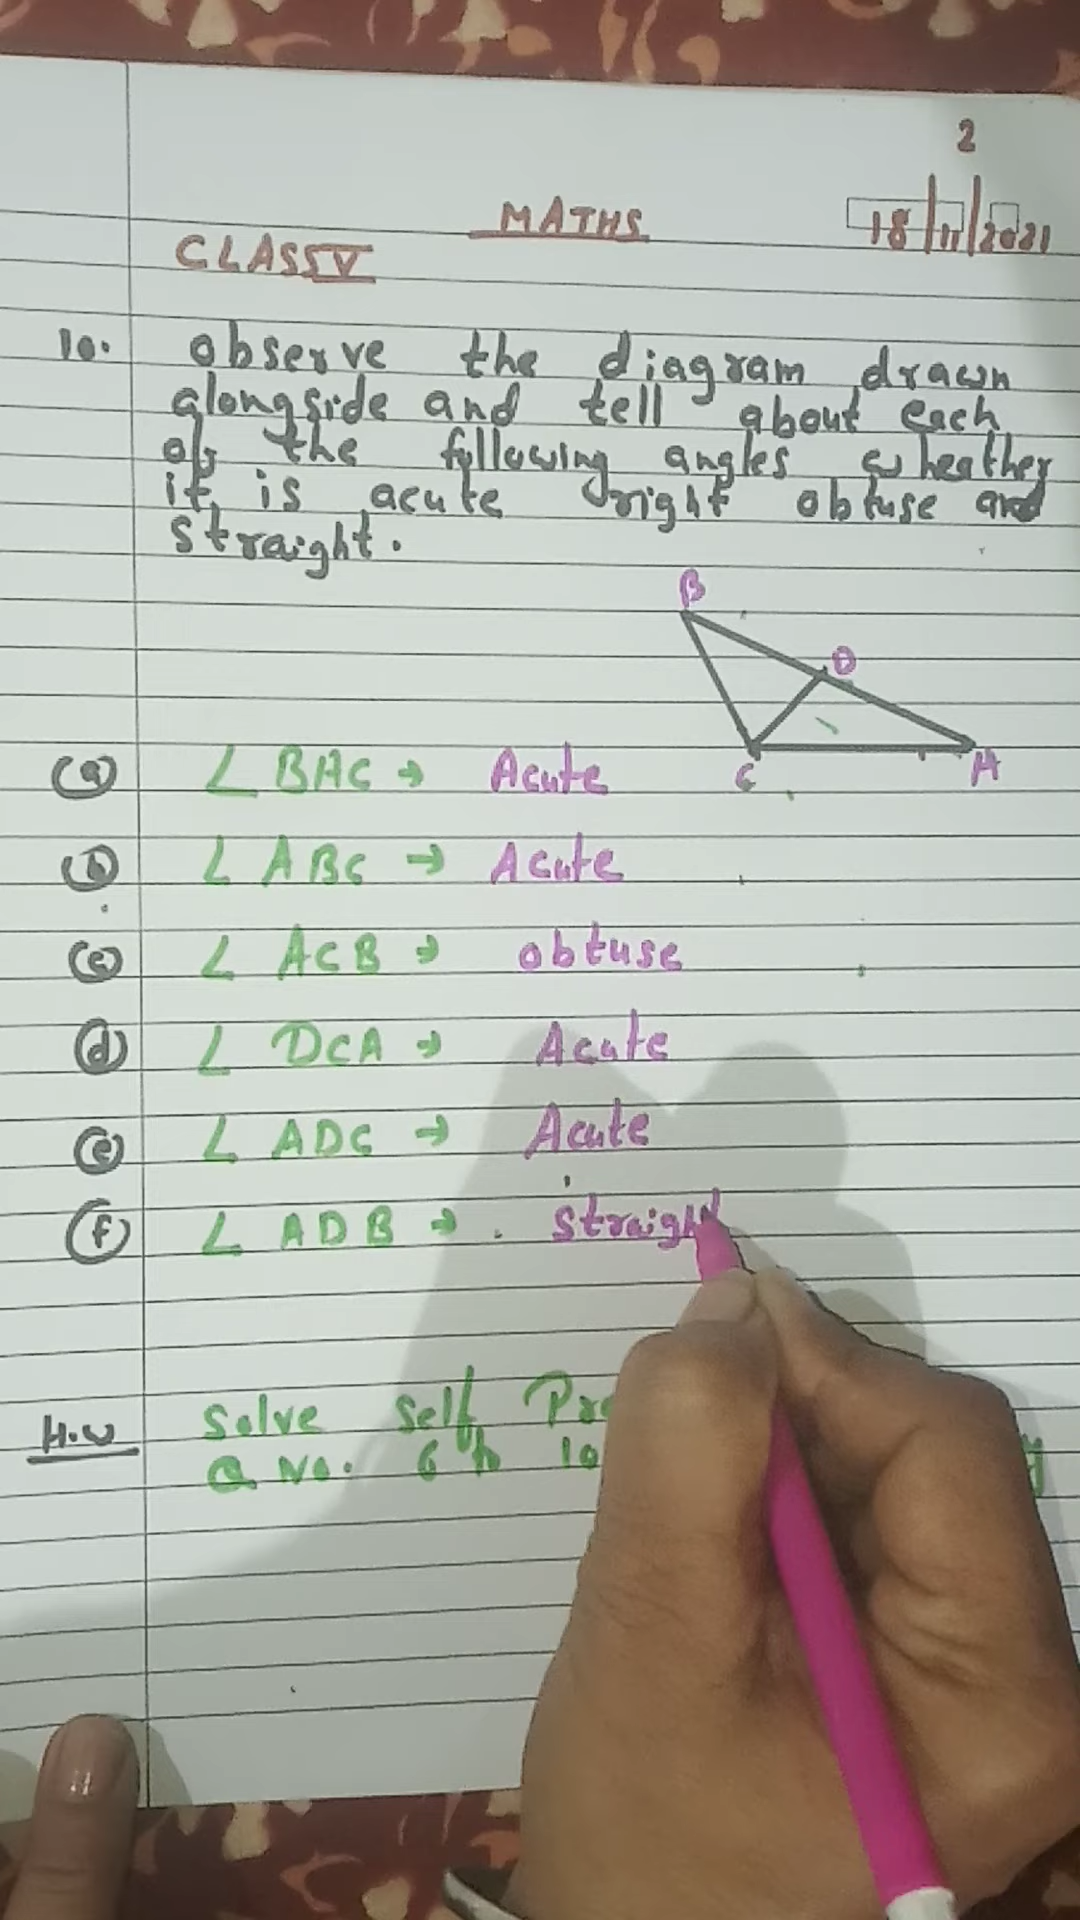 2
MATHS
18/11/2021
CLASS V
10. observe the diagram drawn
alongside and tell about each
of the following angles wheather
it is acute right obtuse and
straight.
B
D
C
A
(a) ∠ BAC → Acute
(b) ∠ ABC → Acute
(c) ∠ ACB → obtuse
(d) ∠ DCA → Acute
(e) ∠ ADC → Acute
(f) ∠ ADB → straight
H.W Solve Self
Q No. 6 to 10